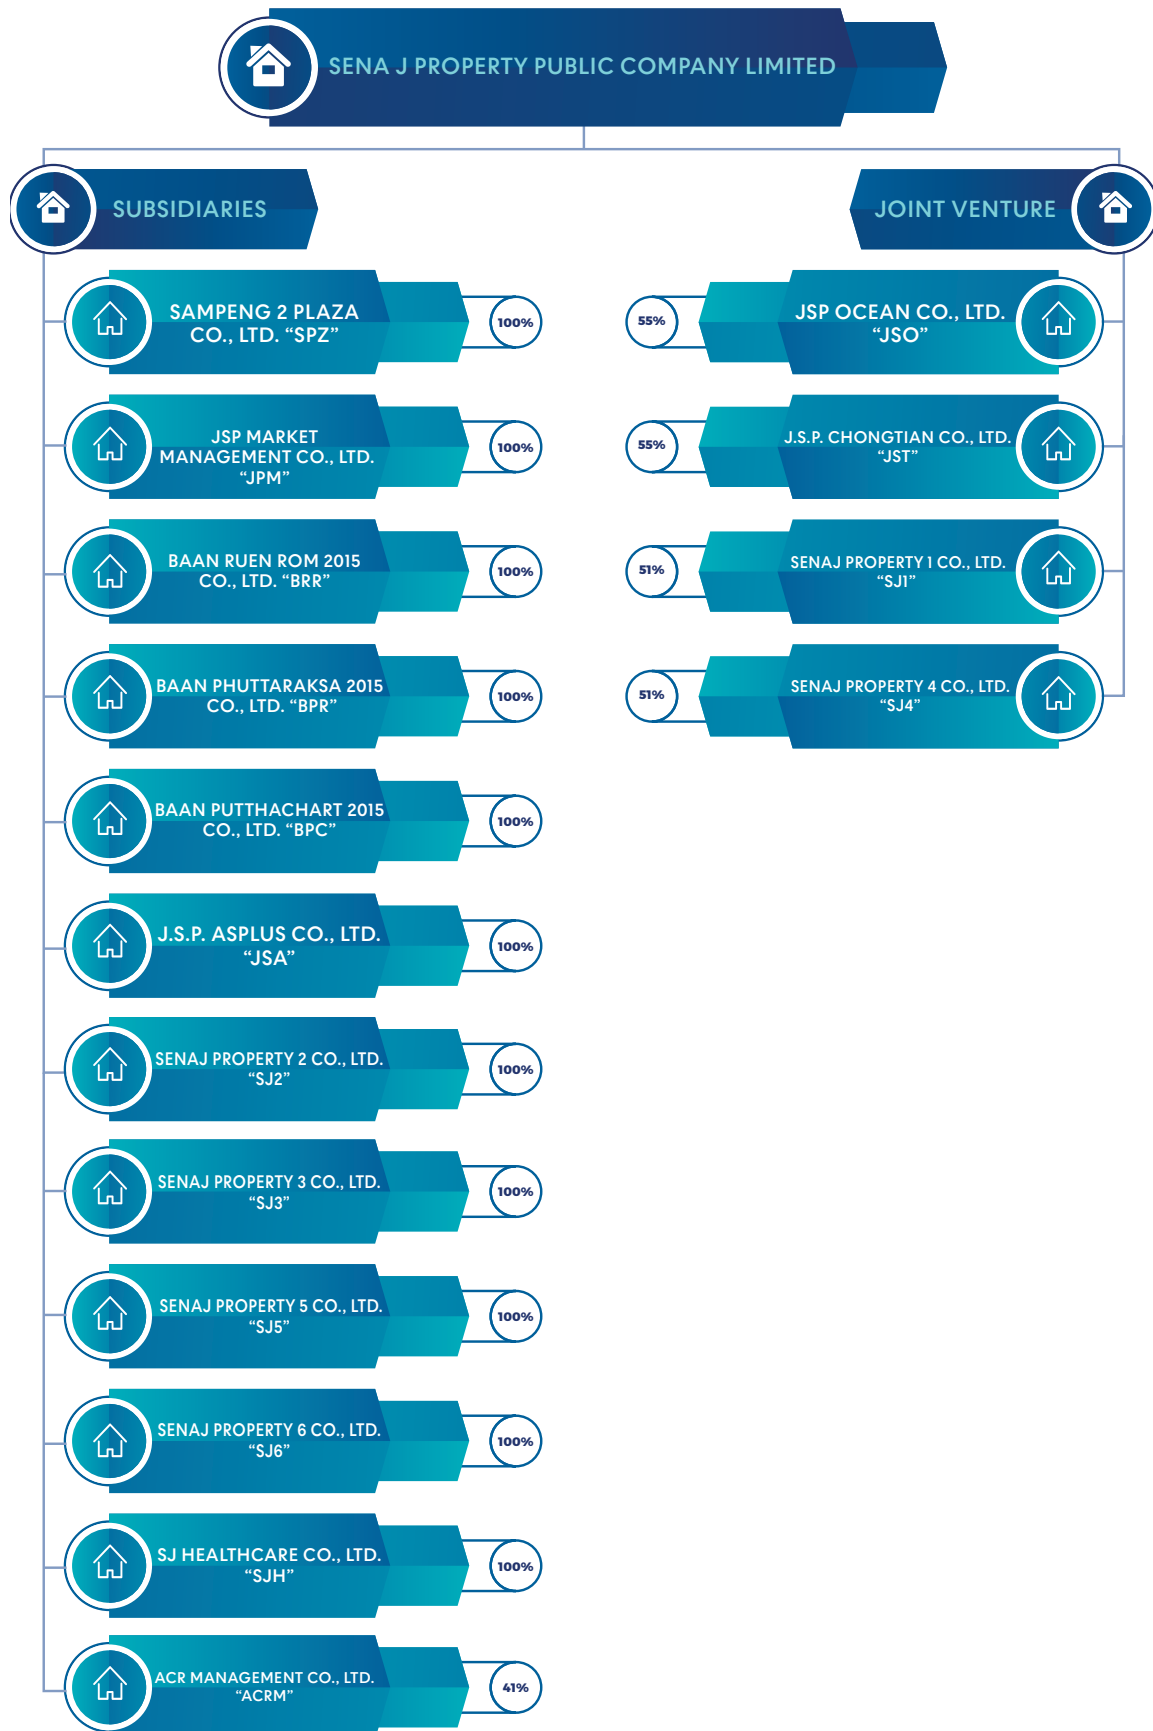 SENA J PROPERTY PUBLIC COMPANY LIMITED
SUBSIDIARIES
SAMPENG 2 PLAZA
CO., LTD. “SPZ”
100%
JSP MARKET
MANAGEMENT CO., LTD.
“JPM”
100%
BAAN RUEN ROM 2015
CO., LTD. “BRR”
100%
BAAN PHUTTARAKSA 2015
CO., LTD. “BPR”
100%
BAAN PUTTHACHART 2015
CO., LTD. “BPC”
100%
J.S.P. ASPLUS CO., LTD.
“JSA”
100%
SENAJ PROPERTY 2 CO., LTD.
“SJ2”
100%
SENAJ PROPERTY 3 CO., LTD.
“SJ3”
100%
SENAJ PROPERTY 5 CO., LTD.
“SJ5”
100%
SENAJ PROPERTY 6 CO., LTD.
“SJ6”
100%
SJ HEALTHCARE CO., LTD.
“SJH”
100%
ACR MANAGEMENT CO., LTD.
“ACRM”
41%
JOINT VENTURE
55%
JSP OCEAN CO., LTD.
“JSO”
55%
J.S.P. CHONGTIAN CO., LTD.
“JST”
51%
SENAJ PROPERTY 1 CO., LTD.
“SJ1”
51%
SENAJ PROPERTY 4 CO., LTD.
“SJ4”